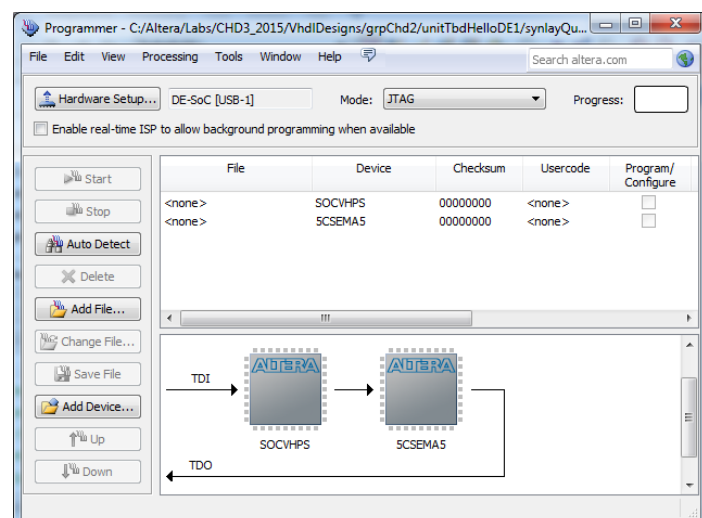 Programmer - C:/Altera/Labs/CHD3_2015/VhdlDesigns/grpChd2/unitTbdHelloDE1/synlayQu...
File Edit View Processing Tools Window Help
Search altera.com
Hardware Setup... DE-SoC [USB-1] Mode: JTAG Progress:
Enable real-time ISP to allow background programming when available
Start
Stop
Auto Detect
Delete
Add File...
Change File...
Save File
Add Device...
Up
Down
File Device Checksum Usercode Program/
Configure
<none> SOCVHPS 00000000 <none>
<none> 5CSEMA5 00000000 <none>
ALTERA ALTERA
TDI
SOCVHPS 5CSEMA5
TDO